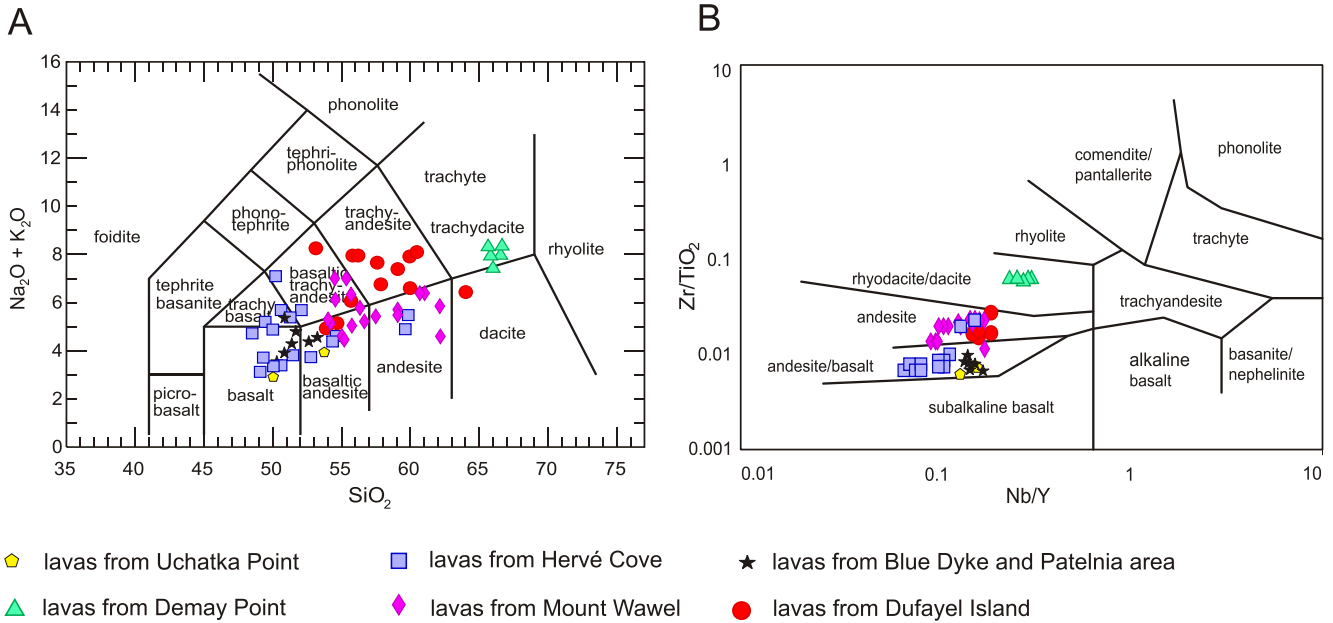 A
B
16
14
12
10
8
6
4
2
0
Na2O + K2O
35
40
45
50
55
60
65
70
75
SiO2
phonolite
tephri-
phonolite
trachyte
phono-
tephrite
trachy-
andesite
trachydacite
foidite
rhyolite
tephrite
basanite
trachy
basalt
basaltic
trachy-
andesite
dacite
picro-
basalt
basalt
basaltic
andesite
andesite
10
1
0.1
0.01
0.001
Zr/TiO2
0.01
0.1
1
10
Nb/Y
comendite/
pantallerite
phonolite
rhyolite
trachyte
rhyodacite/dacite
trachyandesite
andesite
andesite/basalt
alkaline
basalt
basanite/
nephelinite
subalkaline basalt
lavas from Uchatka Point
lavas from Hervé Cove
lavas from Blue Dyke and Patelnia area
lavas from Demay Point
lavas from Mount Wawel
lavas from Dufayel Island